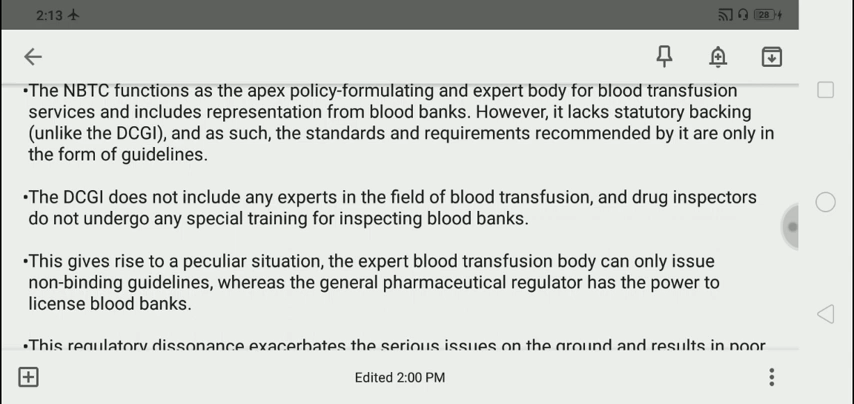 2:13
28
•The NBTC functions as the apex policy-formulating and expert body for blood transfusion
services and includes representation from blood banks. However, it lacks statutory backing
(unlike the DCGI), and as such, the standards and requirements recommended by it are only in
the form of guidelines.
•The DCGI does not include any experts in the field of blood transfusion, and drug inspectors
do not undergo any special training for inspecting blood banks.
•This gives rise to a peculiar situation, the expert blood transfusion body can only issue
non-binding guidelines, whereas the general pharmaceutical regulator has the power to
license blood banks.
•This regulatory dissonance exacerbates the serious issues on the ground and results in poor
Edited 2:00 PM